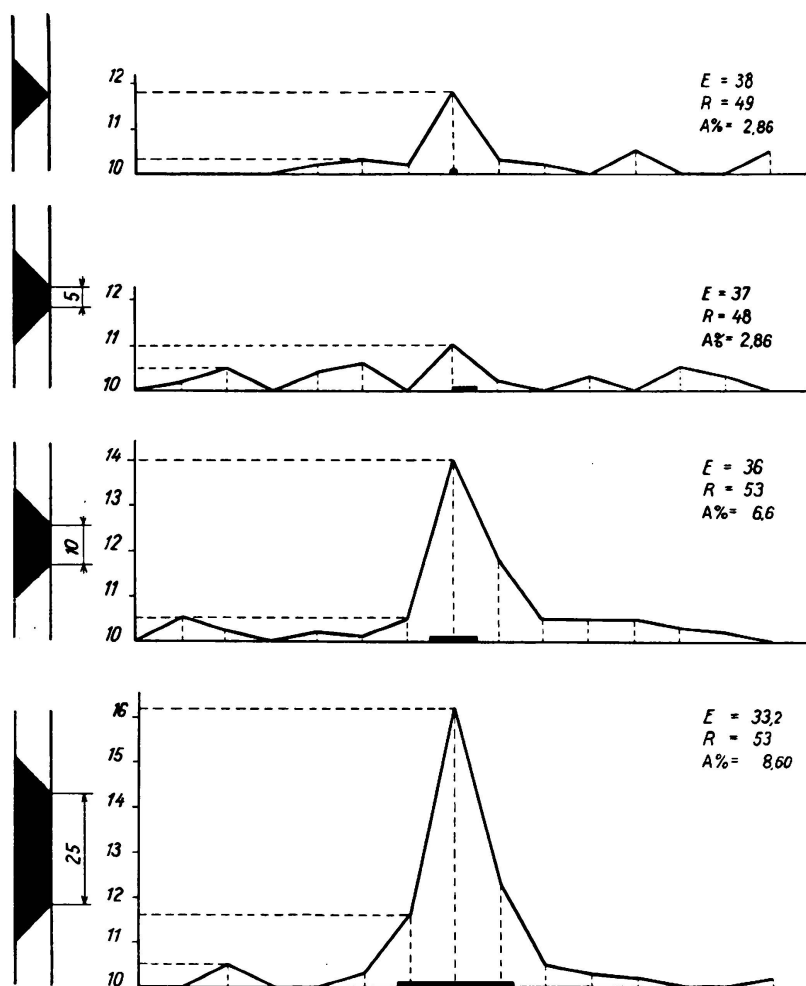 12
11
10
E = 38
R = 49
A%= 2,86
5
12
11
10
E = 37
R = 48
A%= 2,86
10
14
13
12
11
10
E = 36
R = 53
A%= 6,6
25
16
15
14
13
12
11
10
E = 33,2
R = 53
A%= 8,60